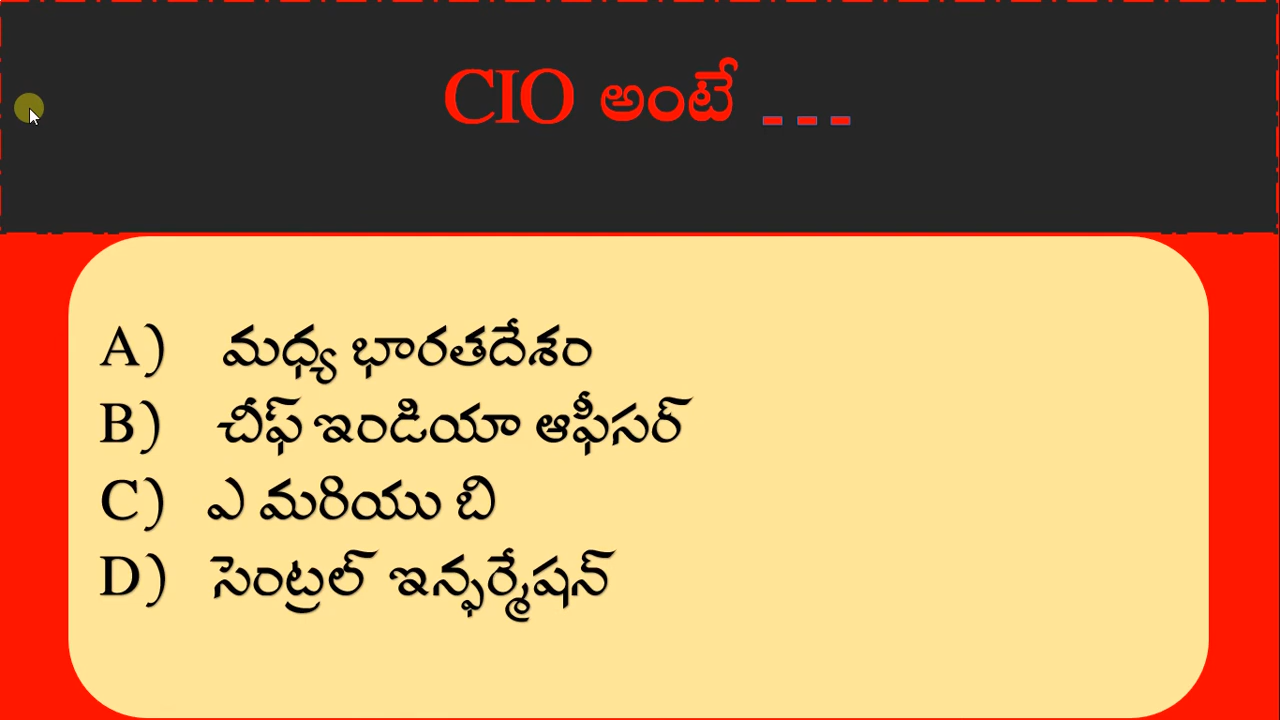 CIO అంటే _ _ _
A) మధ్య భారతదేశం
B) చీఫ్ ఇండియా ఆఫీసర్
C) ఎ మరియు బి
D) సెంట్రల్ ఇన్ఫర్మేషన్